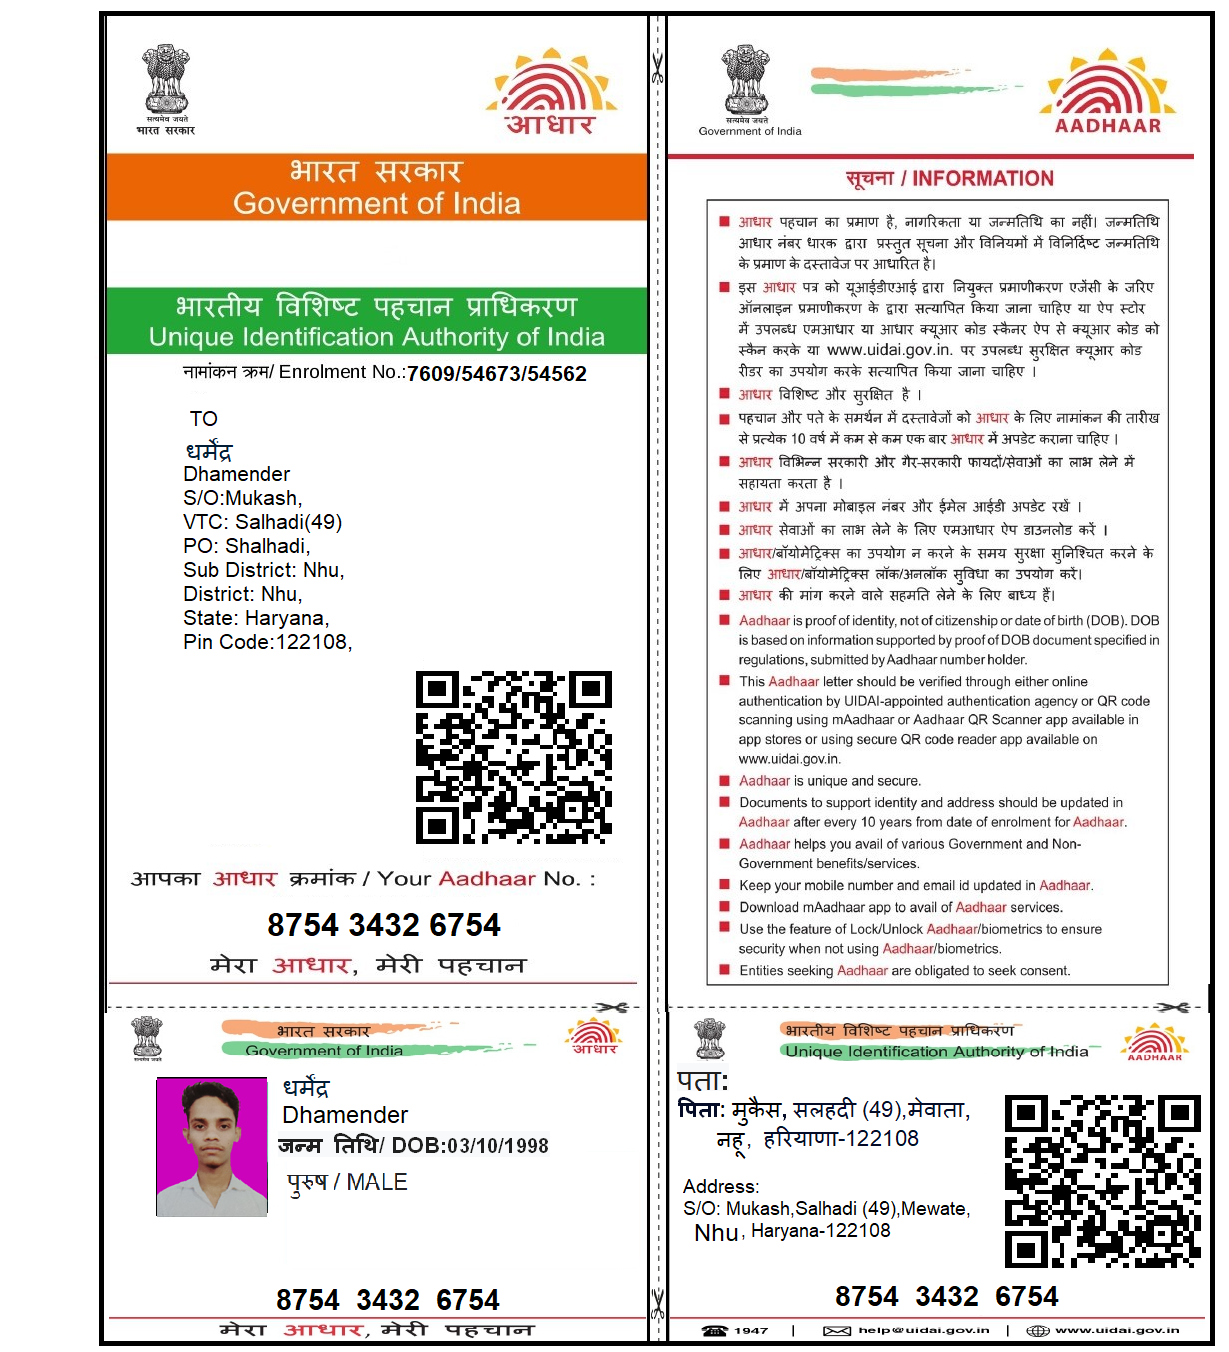 सत्यमेव जयते
भारत सरकार
आधार
भारत सरकार
Government of India
भारतीय विशिष्ट पहचान प्राधिकरण
Unique Identification Authority of India
नामांकन क्रम/ Enrolment No.:7609/54673/54562
TO
धर्मेंद्र
Dhamender
S/O:Mukash,
VTC: Salhadi(49)
PO: Shalhadi,
Sub District: Nhu,
District: Nhu,
State: Haryana,
Pin Code:122108,
आपका आधार क्रमांक / Your Aadhaar No. :
8754 3432 6754
मेरा आधार, मेरी पहचान
सत्यमेव जयते
Government of India
AADHAAR
सूचना / INFORMATION
आधार पहचान का प्रमाण है, नागरिकता या जन्मतिथि का नहीं। जन्मतिथि
आधार नंबर धारक द्वारा प्रस्तुत सूचना और विनियमों में विनिर्दिष्ट जन्मतिथि
के प्रमाण के दस्तावेज पर आधारित है।
इस आधार पत्र को यूआईडीएआई द्वारा नियुक्त प्रमाणीकरण एजेंसी के जरिए
ऑनलाइन प्रमाणीकरण के द्वारा सत्यापित किया जाना चाहिए या ऐप स्टोर
में उपलब्ध एमआधार या आधार क्यूआर कोड स्कैनर ऐप से क्यूआर कोड को
स्कैन करके या www.uidai.gov.in. पर उपलब्ध सुरक्षित क्यूआर कोड
रीडर का उपयोग करके सत्यापित किया जाना चाहिए ।
आधार विशिष्ट और सुरक्षित है ।
पहचान और पते के समर्थन में दस्तावेजों को आधार के लिए नामांकन की तारीख
से प्रत्येक 10 वर्ष में कम से कम एक बार आधार में अपडेट कराना चाहिए ।
आधार विभिन्न सरकारी और गैर-सरकारी फायदों/सेवाओं का लाभ लेने में
सहायता करता है ।
आधार में अपना मोबाइल नंबर और ईमेल आईडी अपडेट रखें ।
आधार सेवाओं का लाभ लेने के लिए एमआधार ऐप डाउनलोड करें ।
आधार/बॉयोमेट्रिक्स का उपयोग न करने के समय सुरक्षा सुनिश्चित करने के
लिए आधार/बॉयोमेट्रिक्स लॉक/अनलॉक सुविधा का उपयोग करें।
आधार की मांग करने वाले सहमति लेने के लिए बाध्य हैं।
Aadhaar is proof of identity, not of citizenship or date of birth (DOB). DOB
is based on information supported by proof of DOB document specified in
regulations, submitted by Aadhaar number holder.
This Aadhaar letter should be verified through either online
authentication by UIDAI-appointed authentication agency or QR code
scanning using mAadhaar or Aadhaar QR Scanner app available in
app stores or using secure QR code reader app available on
www.uidai.gov.in.
Aadhaar is unique and secure.
Documents to support identity and address should be updated in
Aadhaar after every 10 years from date of enrolment for Aadhaar.
Aadhaar helps you avail of various Government and Non-
Government benefits/services.
Keep your mobile number and email id updated in Aadhaar.
Download mAadhaar app to avail of Aadhaar services.
Use the feature of Lock/Unlock Aadhaar/biometrics to ensure
security when not using Aadhaar/biometrics.
Entities seeking Aadhaar are obligated to seek consent.
भारत सरकार
Government of India
आधार
धर्मेंद्र
Dhamender
जन्म तिथि/ DOB:03/10/1998
पुरुष / MALE
8754 3432 6754
मेरा आधार, मेरी पहचान
भारतीय विशिष्ट पहचान प्राधिकरण
Unique Identification Authority of India
AADHAAR
पता:
पिता: मुकैस, सलहदी (49),मेवाता,
नहू, हरियाणा-122108
Address:
S/O: Mukash,Salhadi (49),Mewate,
Nhu, Haryana-122108
8754 3432 6754
1947 | help@uidai.gov.in | www.uidai.gov.in